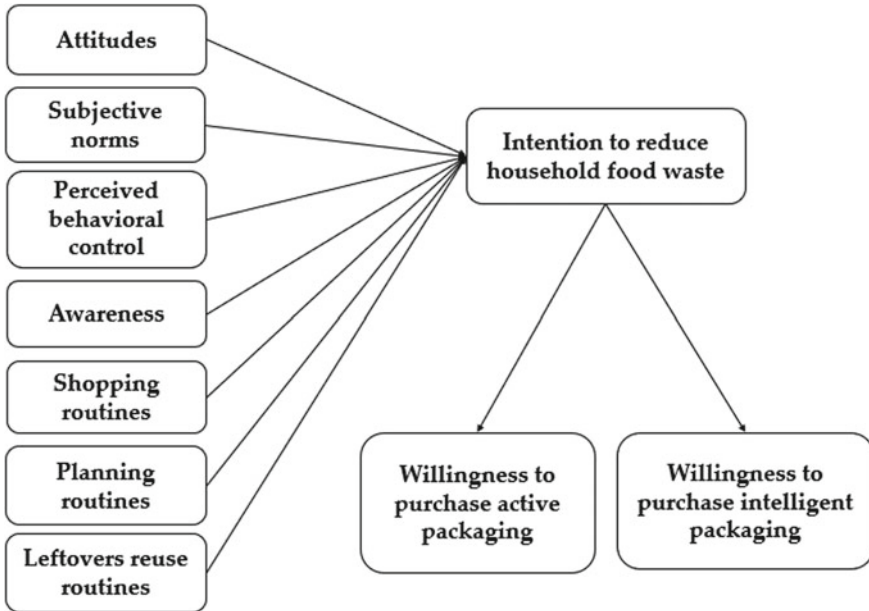 Attitudes
Subjective
norms
Perceived
behavioral
control
Awareness
Shopping
routines
Planning
routines
Leftovers reuse
routines
Intention to reduce
household food waste
Willingness to
purchase active
packaging
Willingness to
purchase intelligent
packaging